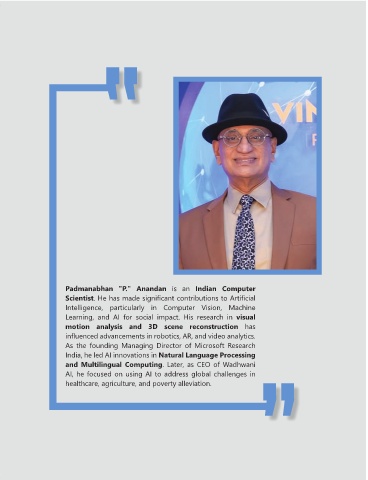 VIN
Padmanabhan "P." Anandan is an Indian Computer
Scientist. He has made significant contributions to Artificial
Intelligence, particularly in Computer Vision, Machine
Learning, and AI for social impact. His research in visual
motion analysis and 3D scene reconstruction has
influenced advancements in robotics, AR, and video analytics.
As the founding Managing Director of Microsoft Research
India, he led AI innovations in Natural Language Processing
and Multilingual Computing. Later, as CEO of Wadhwani
AI, he focused on using AI to address global challenges in
healthcare, agriculture, and poverty alleviation.